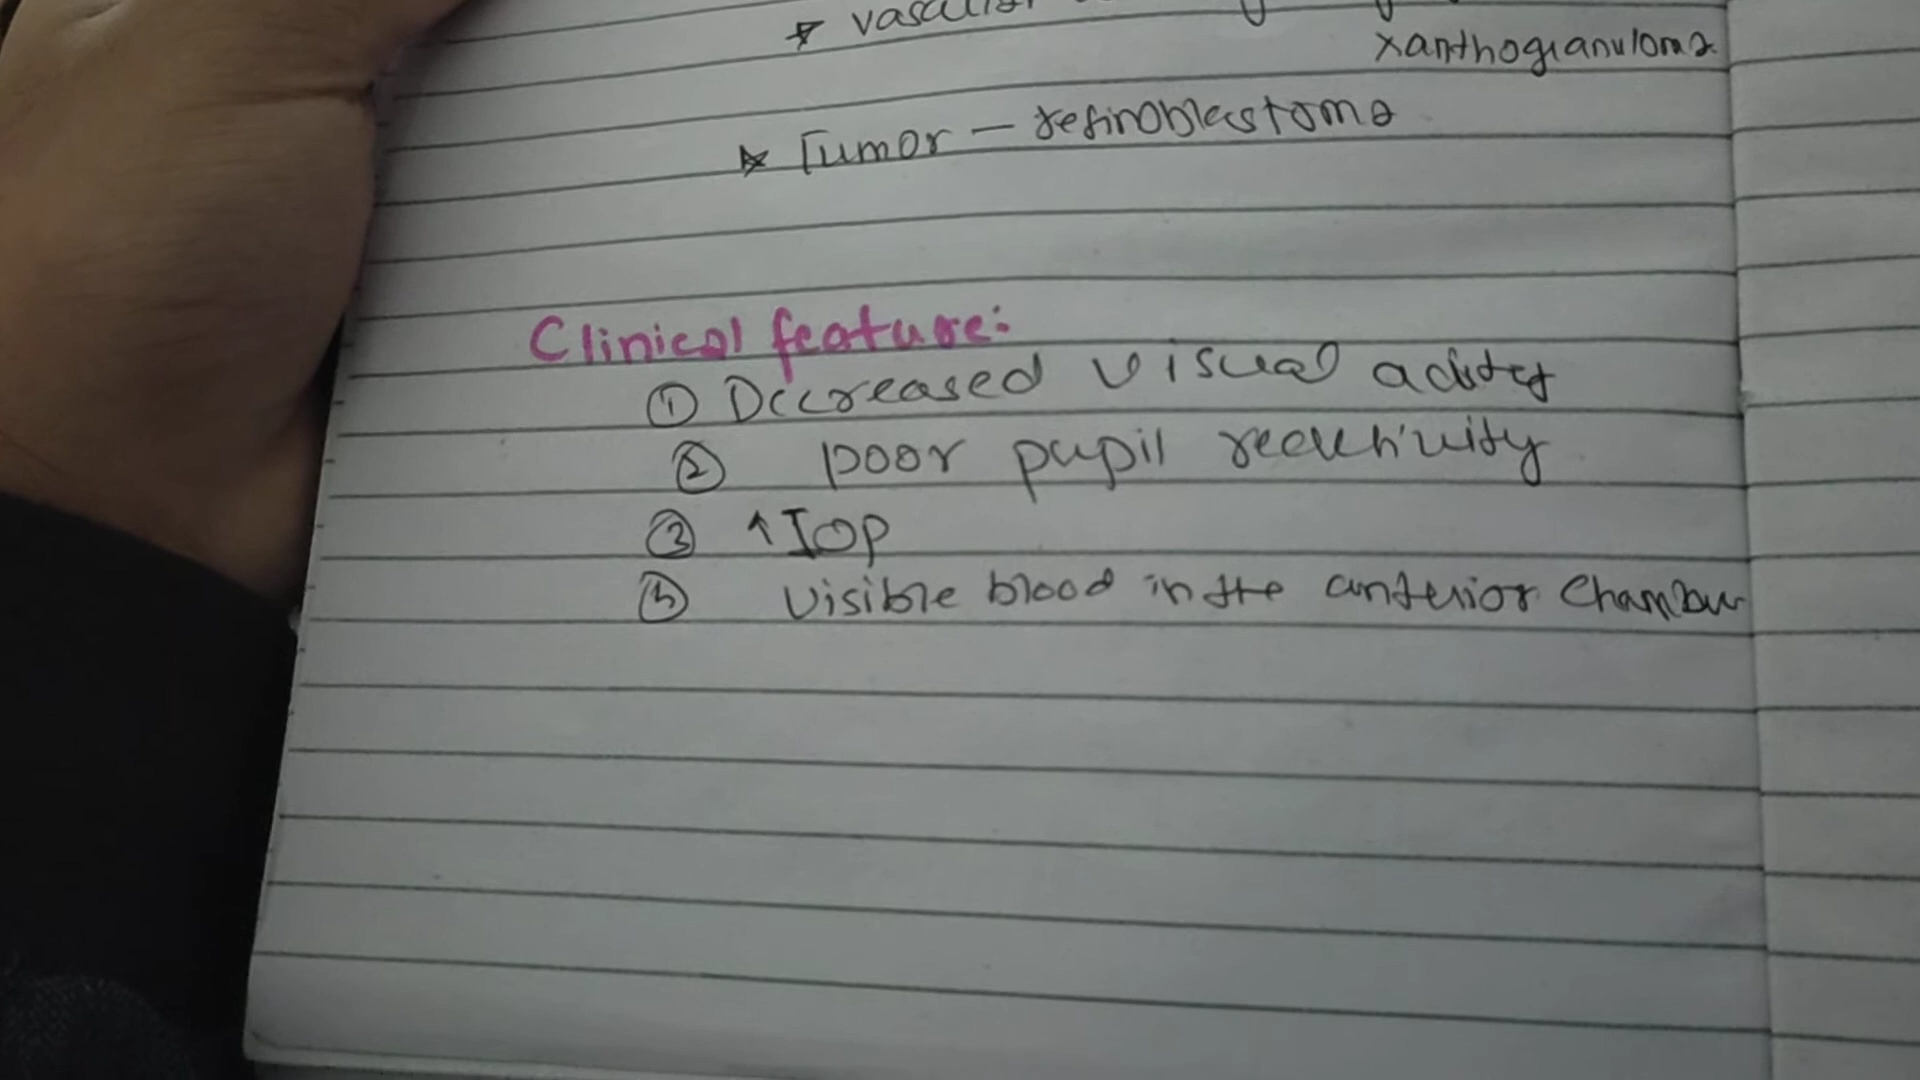 xanthogranuloma
Tumor - retinoblastoma
Clinical feature:
① Decreased visual acuity
② poor pupil reactivity
③ ↑ IOP
visible blood in the anterior chamber